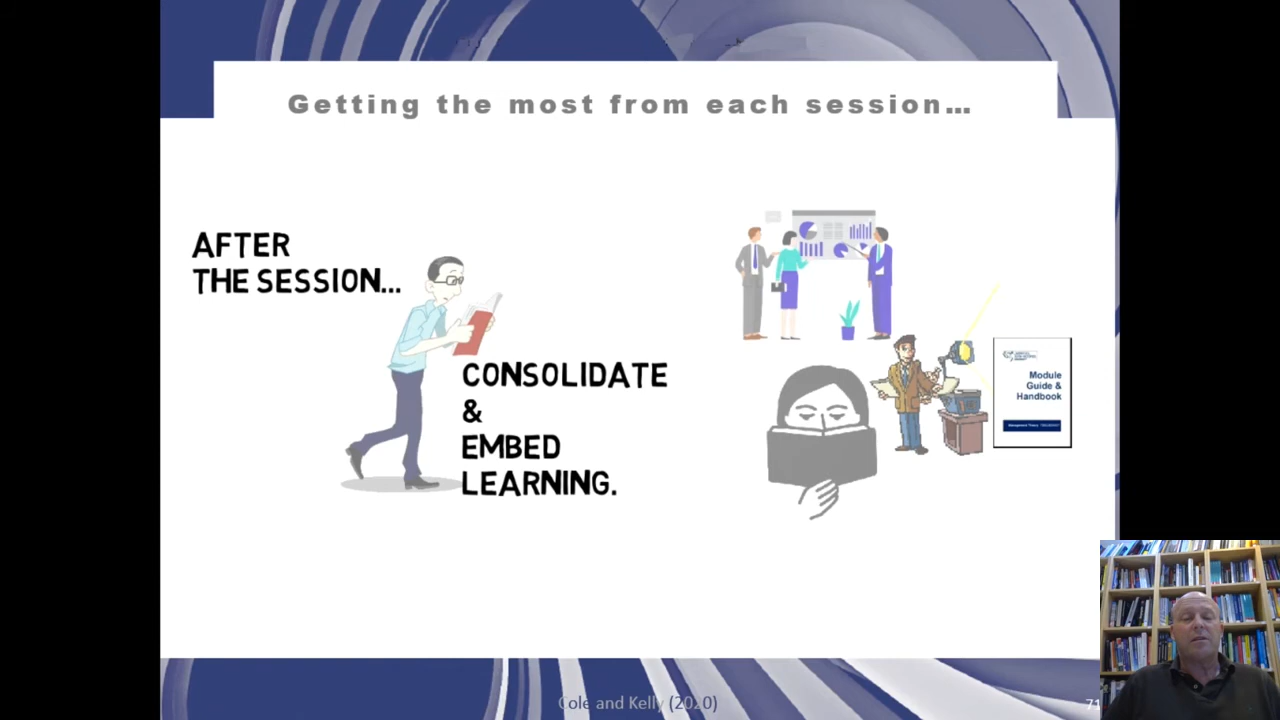 Getting the most from each session...
AFTER
THE SESSION...
CONSOLIDATE
&
EMBED
LEARNING.
Module
Guide &
Handbook
Cole and Kelly (2020)
71